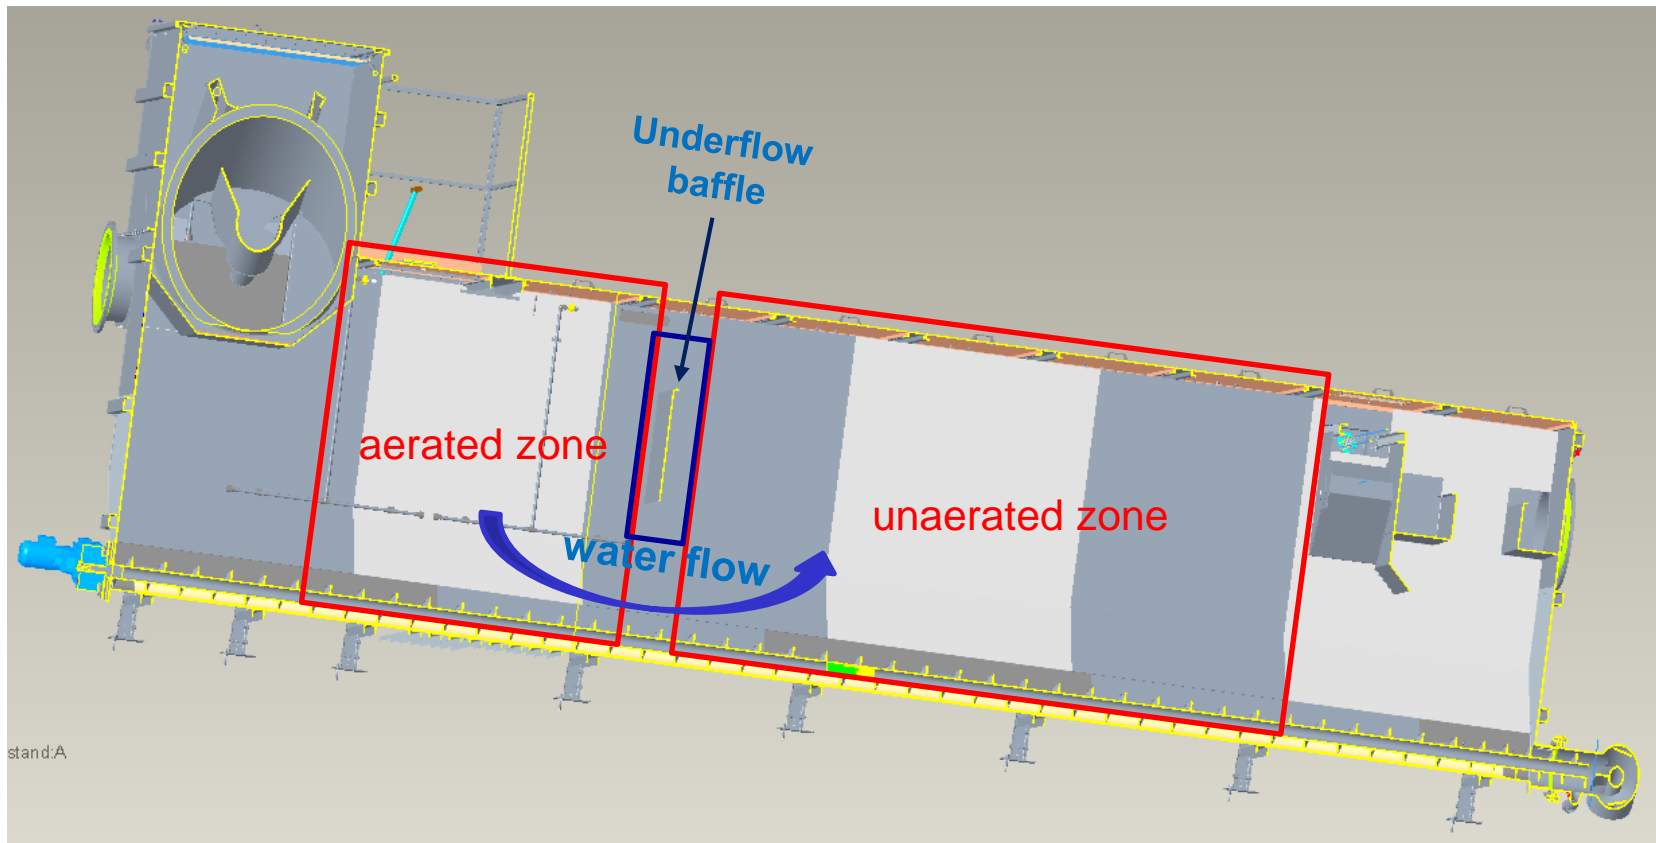 Underflow
baffle
aerated zone
unaerated zone
water flow
stand:A